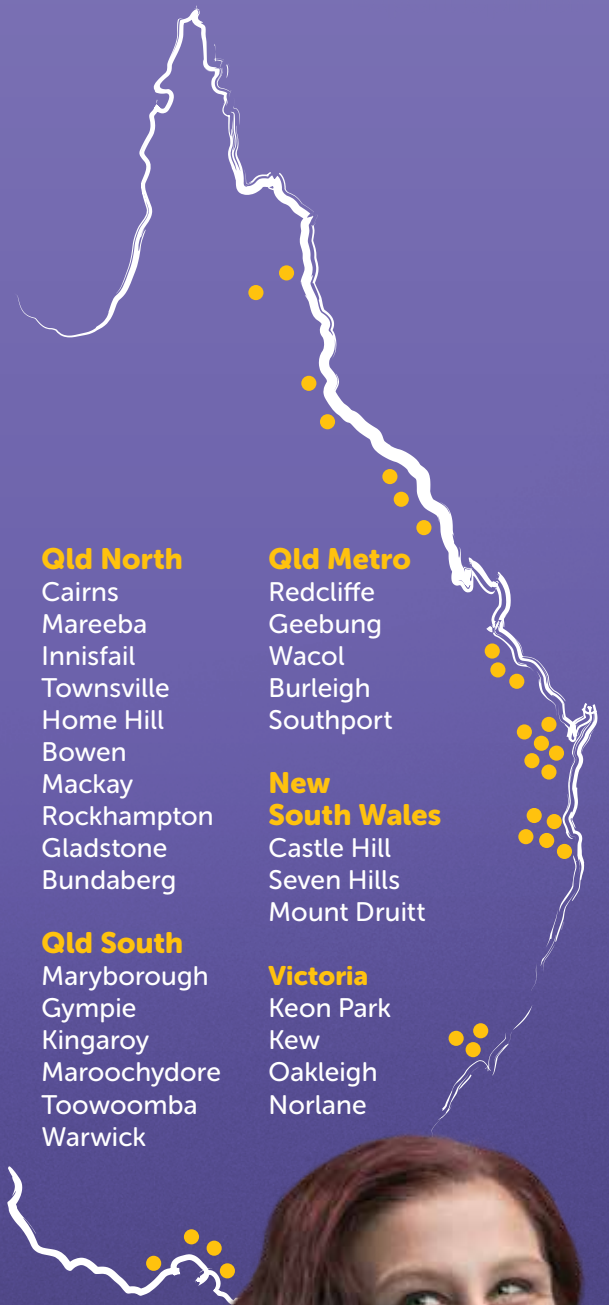 Qld North
Cairns
Mareeba
Innisfail
Townsville
Home Hill
Bowen
Mackay
Rockhampton
Gladstone
Bundaberg
Qld South
Maryborough
Gympie
Kingaroy
Maroochydore
Toowoomba
Warwick
Qld Metro
Redcliffe
Geebung
Wacol
Burleigh
Southport
New
South Wales
Castle Hill
Seven Hills
Mount Druitt
Victoria
Keon Park
Kew
Oakleigh
Norlane